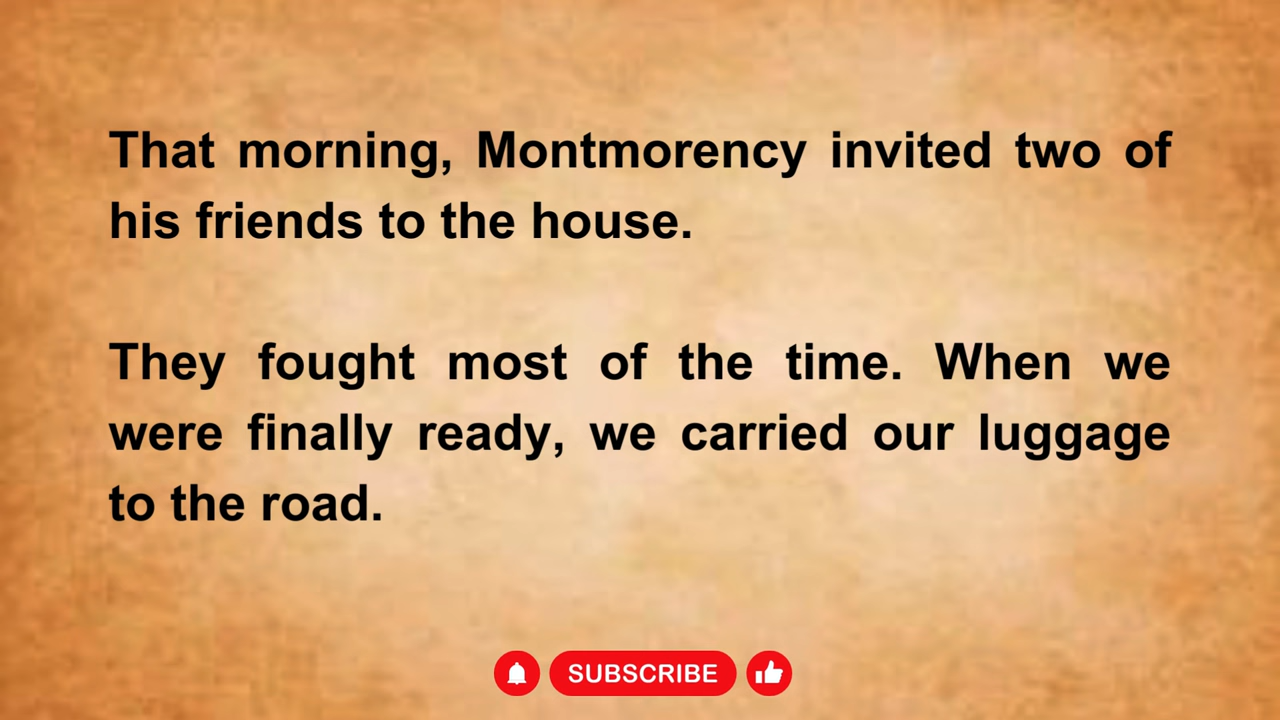 That morning, Montmorency invited two of
his friends to the house.
They fought most of the time. When we
were finally ready, we carried our luggage
to the road.
SUBSCRIBE